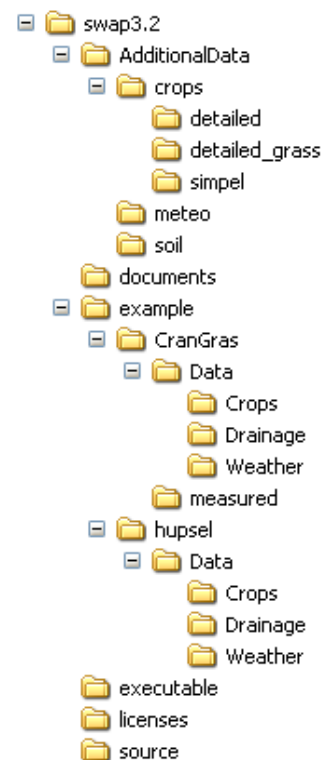 swap3.2
AdditionalData
crops
detailed
detailed_grass
simpel
meteo
soil
documents
example
CranGras
Data
Crops
Drainage
Weather
measured
hupsel
Data
Crops
Drainage
Weather
executable
licenses
source